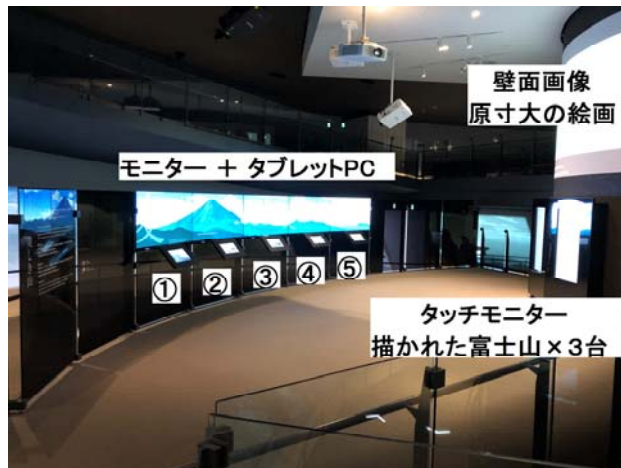 壁面画像
原寸大の絵画
モニター ＋ タブレットPC
①
②
③
④
⑤
タッチモニター
描かれた富士山×３台